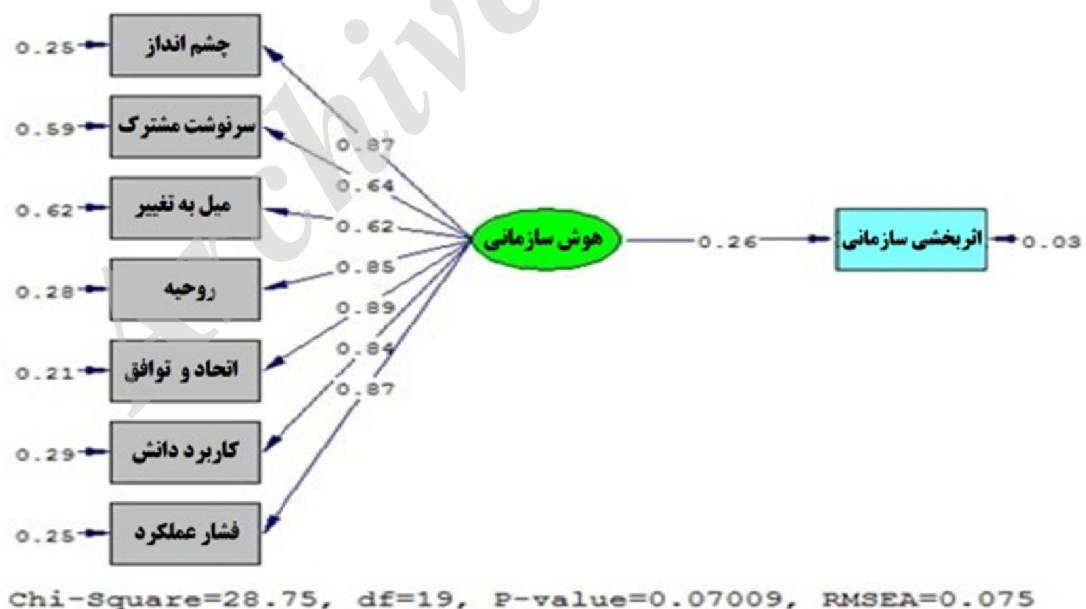 0.25 چشم انداز
0.59 سرنوشت مشترک
0.62 میل به تغییر
0.28 روحیه
0.21 اتحاد و توافق
0.29 کاربرد دانش
0.25 فشار عملکرد
0.87
0.64
0.62
0.85
0.89
0.84
0.87
هوش سازمانی
0.26
اثربخشی سازمانی
0.03
Chi-Square=28.75, df=19, P-value=0.07009, RMSEA=0.075
Archive